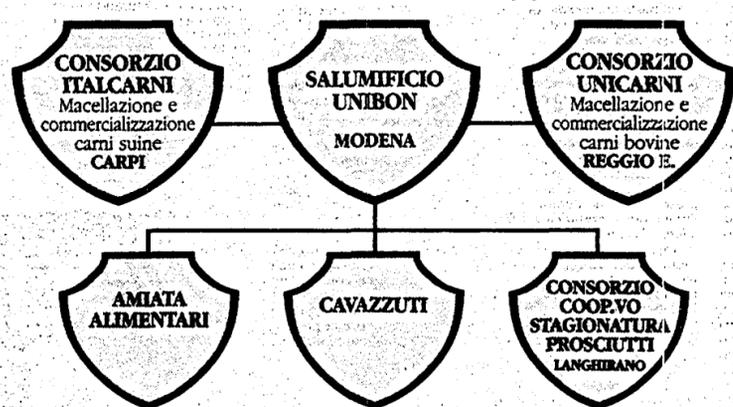 CONSORZIO
ITALCARNI
Macellazione e
commercializzazione
carni suine
CARPI
SALUMIFICIO
UNIBON
MODENA
CONSORZIO
UNICARNI
Macellazione e
commercializzazione
carni bovine
REGGIO E.
AMIATA
ALIMENTARI
CAVAZZUTI
CONSORZIO
COOP.VO
STAGIONATURA
PROSCIUTTI
LANGHIRANO